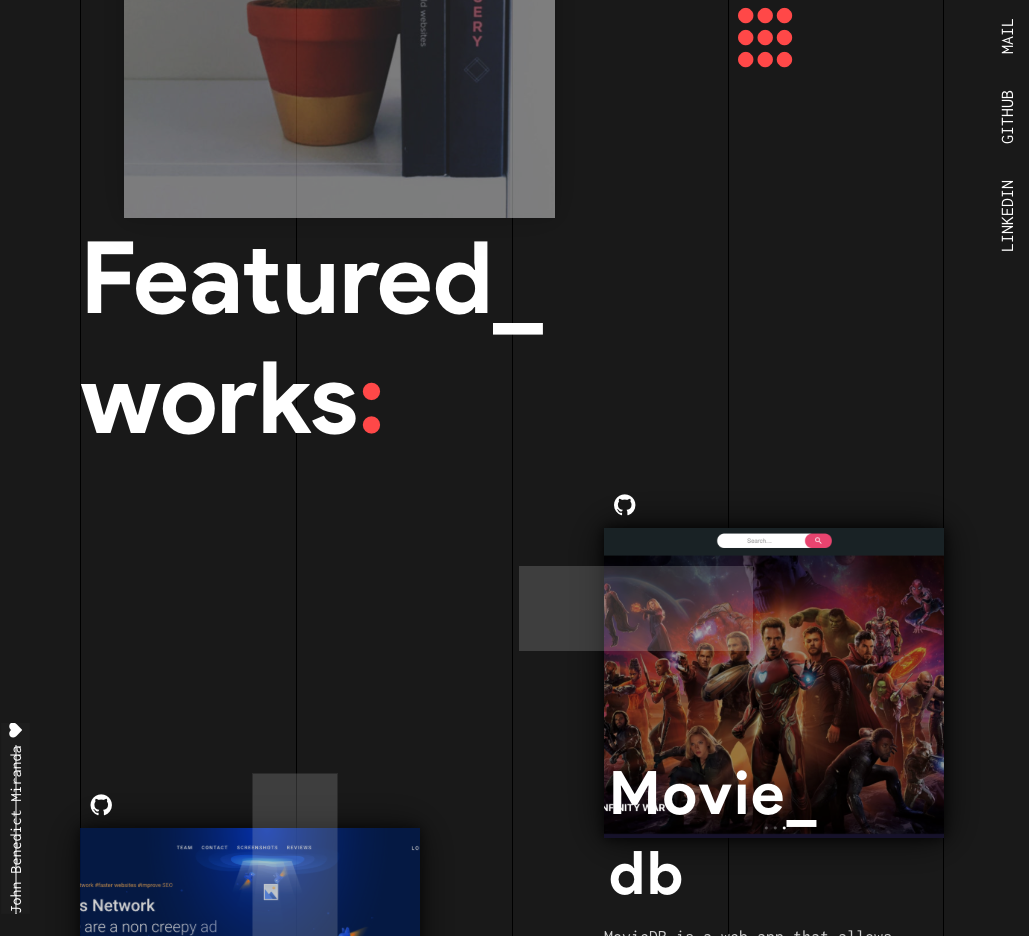 ld websites
ERY
MAIL
GITHUB
LINKEDIN
Featured_
works:
Search...
NFINITY WAR
Movie_
db
MovieDB is a web app that allows
John Benedict Miranda
TEAM CONTACT SCREENSHOTS REVIEWS LO
twork #faster websites #improve SEO
s Network
are a non creepy ad